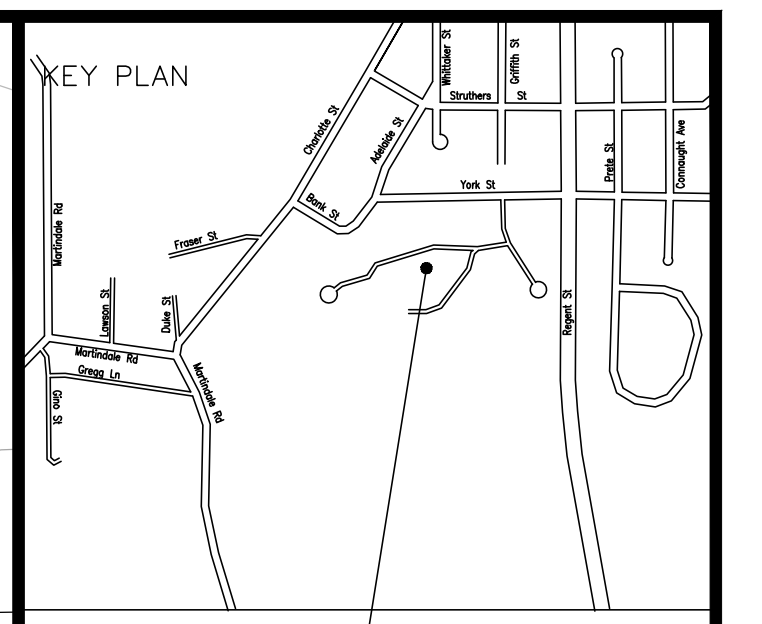 KEY PLAN
Whittaker St
Griffith St
Struthers St
Charlotte St
Adelaide St
Prete St
Connaught Ave
York St
Bank St
Martindale Rd
Fraser St
Lawson St
Duke St
Regent St
Martindale Rd
Gregg Ln
Martindale Rd
Gino St